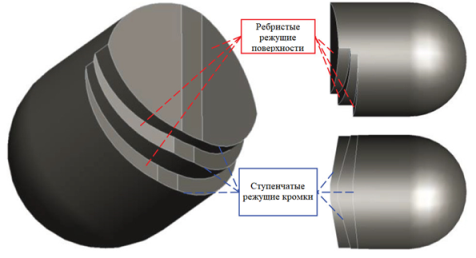 Ребристые
режущие
поверхности
Ступенчатые
режущие кромки